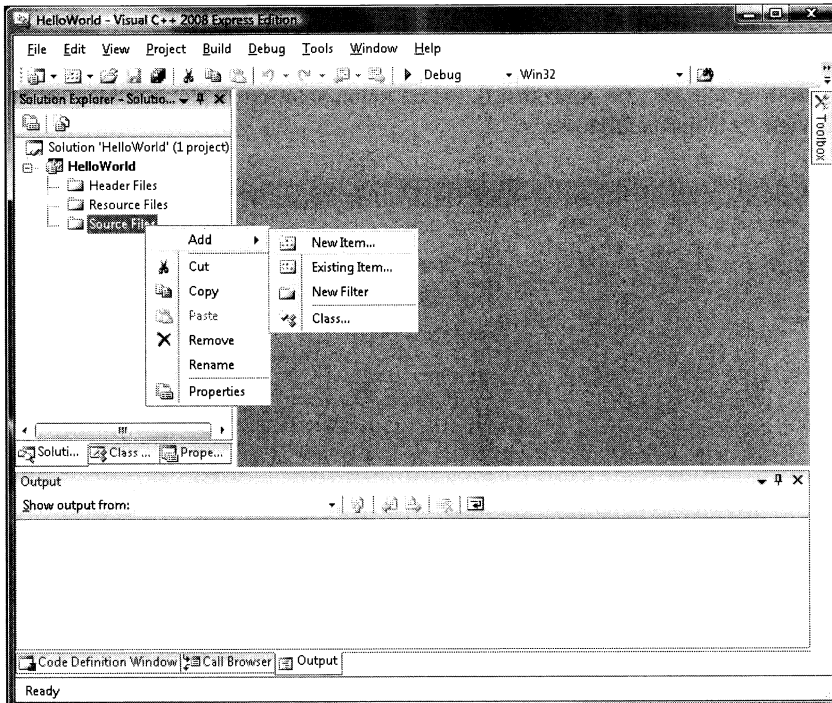 HelloWorld - Visual C++ 2008 Express Edition
File Edit View Project Build Debug Tools Window Help
Debug Win32
Solution Explorer - Solutio...
Toolbox
Solution 'HelloWorld' (1 project)
HelloWorld
Header Files
Resource Files
Source Files
Add
Cut
Copy
Paste
Remove
Rename
Properties
New Item...
Existing Item...
New Filter
Class...
Soluti... Class ... Prope...
Output
Show output from:
Code Definition Window Call Browser Output
Ready